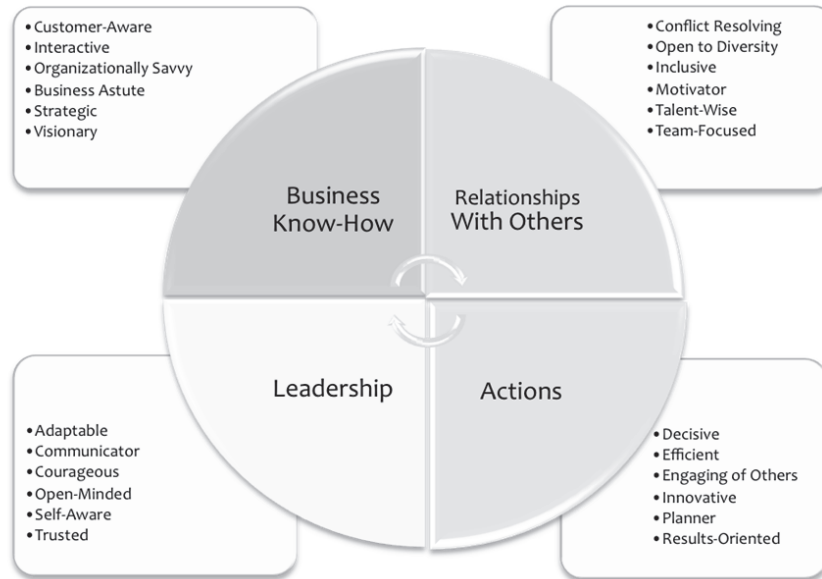 •Customer-Aware
•Interactive
•Organizationally Savvy
•Business Astute
•Strategic
•Visionary
•Conflict Resolving
•Open to Diversity
•Inclusive
•Motivator
•Talent-Wise
•Team-Focused
Business
Know-How
Relationships
With Others
Leadership
Actions
•Adaptable
•Communicator
•Courageous
•Open-Minded
•Self-Aware
•Trusted
•Decisive
•Efficient
•Engaging of Others
•Innovative
•Planner
•Results-Oriented